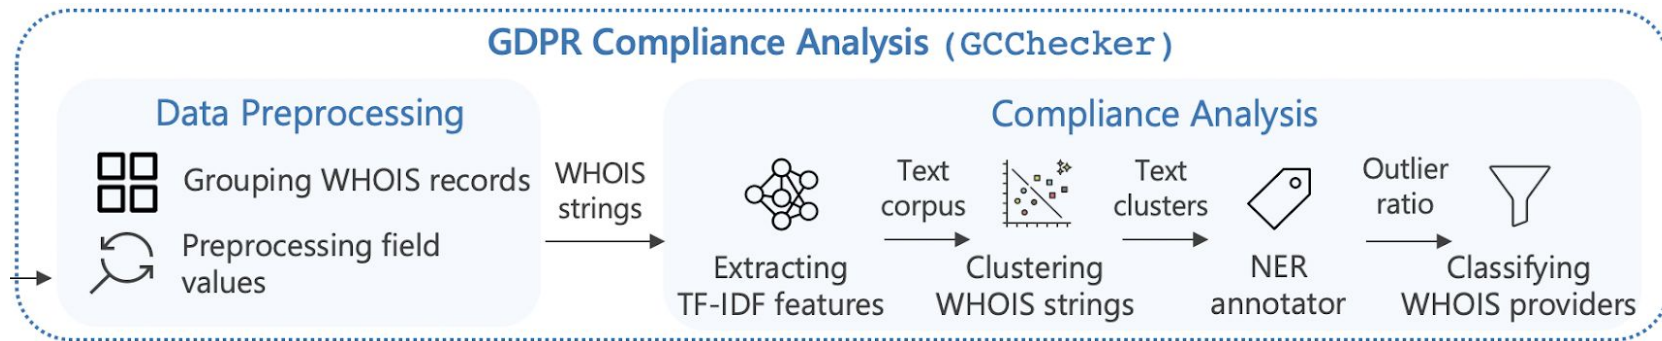 GDPR Compliance Analysis (GCChecker)
Data Preprocessing
Grouping WHOIS records
Preprocessing field
values
WHOIS
strings
Compliance Analysis
Extracting
TF-IDF features
Text
corpus
Clustering
WHOIS strings
Text
clusters
NER
annotator
Outlier
ratio
Classifying
WHOIS providers